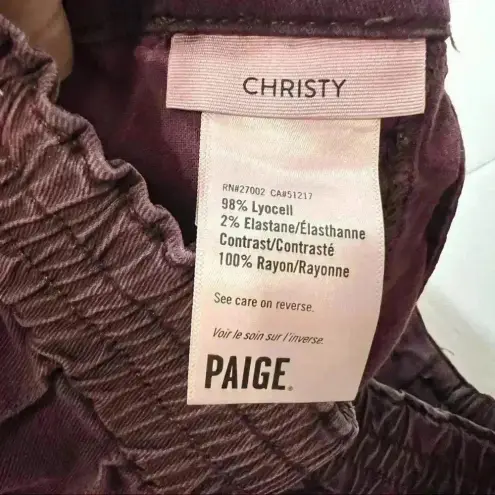 CHRISTY
RN#27002 CA#51217
98% Lyocell
2% Elastane/Élasthanne
Contrast/Contrasté
100% Rayon/Rayonne
See care on reverse.
Voir le soin sur l'inverse.
PAIGE.